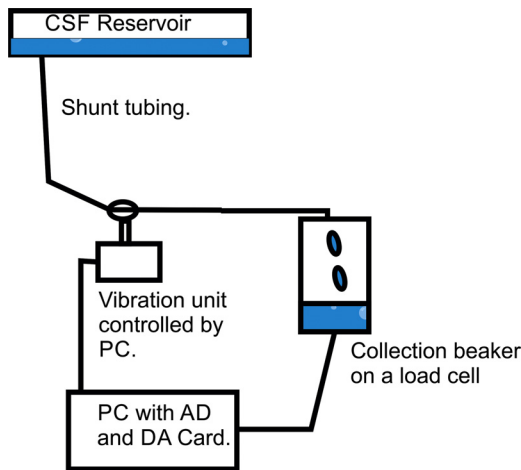 CSF Reservoir
Shunt tubing.
Vibration unit
controlled by
PC.
Collection beaker
on a load cell
PC with AD
and DA Card.